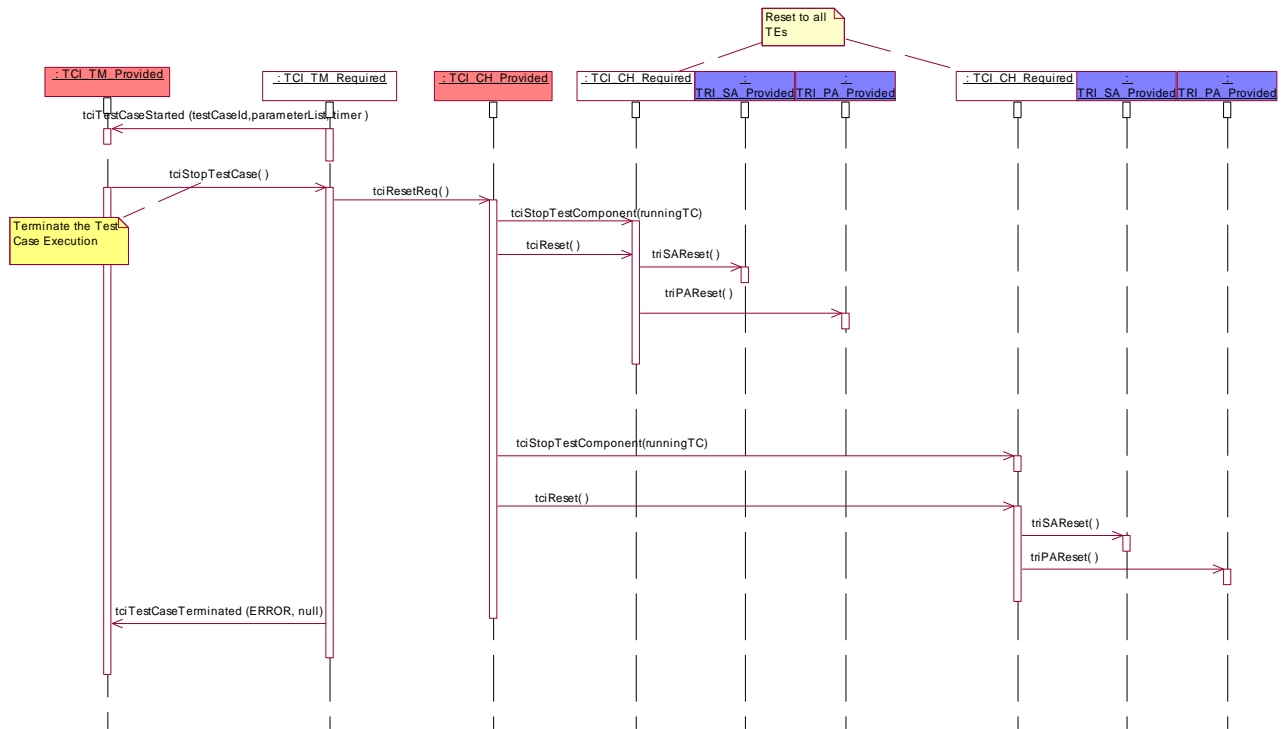 Reset to all
TEs
: TCI_TM_Provided
: TCI_TM_Required
: TCI_CH_Provided
: TCI_CH_Required
:
TRI_SA_Provided
:
TRI_PA_Provided
: TCI_CH_Required
:
TRI_SA_Provided
:
TRI_PA_Provided
tciTestCaseStarted (testCaseId,parameterList, timer )
tciStopTestCase( )
tciResetReq( )
Terminate the Test
Case Execution
tciStopTestComponent(runningTC)
tciReset( )
triSAReset( )
triPAReset( )
tciStopTestComponent(runningTC)
tciReset( )
triSAReset( )
triPAReset( )
tciTestCaseTerminated (ERROR, null)